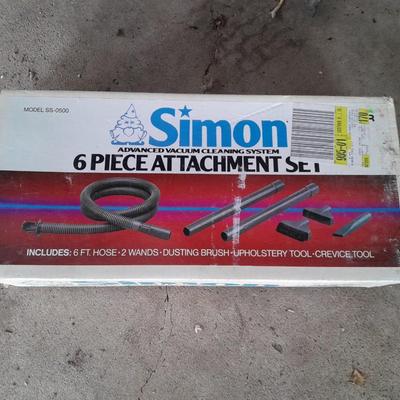 MODEL SS-0500
Simon
ADVANCED VACUUM CLEANING SYSTEM
6 PIECE ATTACHMENT SET
INCLUDES: 6 FT. HOSE · 2 WANDS · DUSTING BRUSH · UPHOLSTERY TOOL · CREVICE TOOL